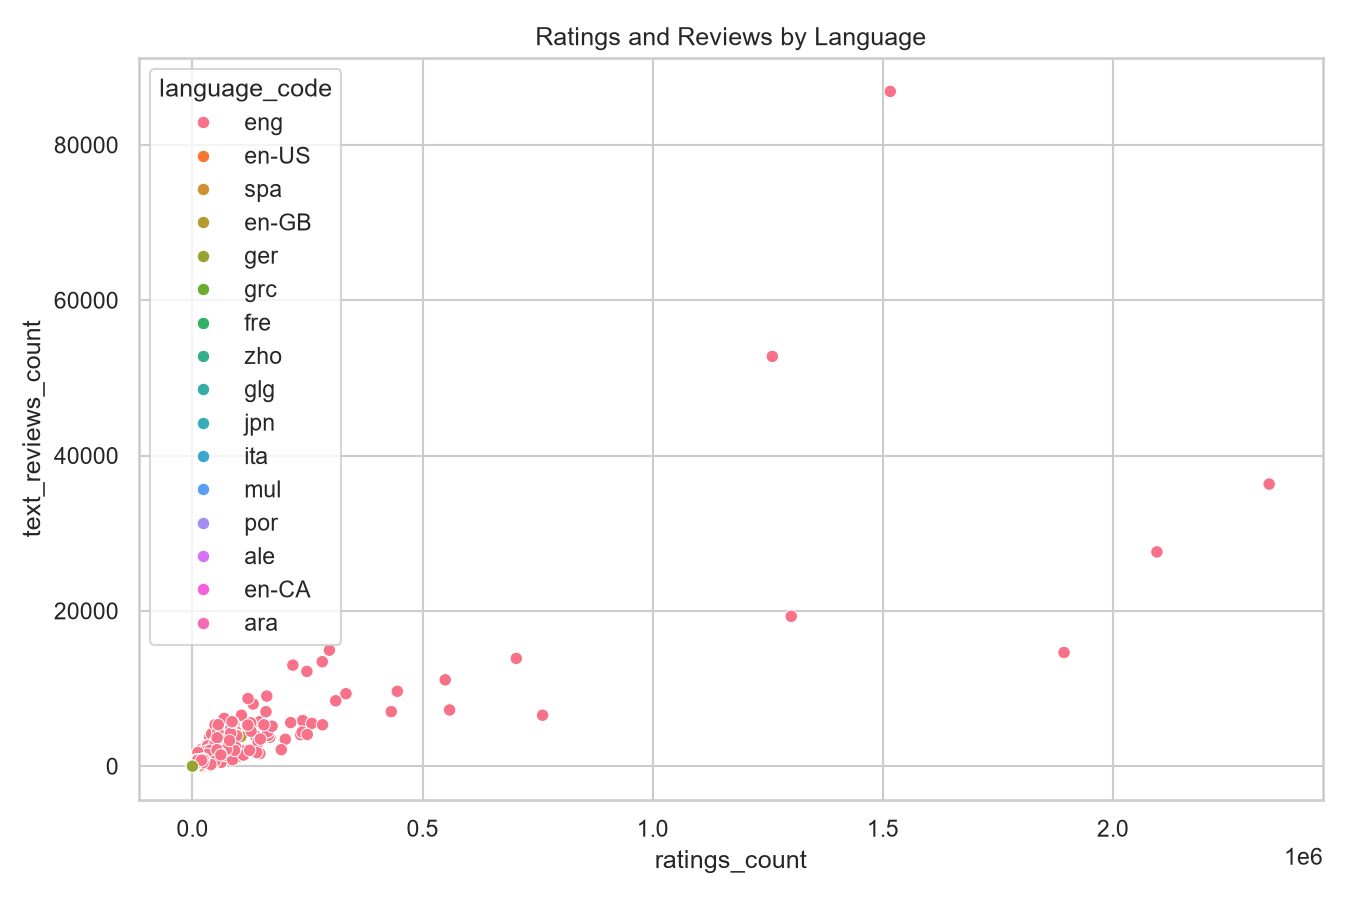 Ratings and Reviews by Language
language_code
eng
en-US
spa
en-GB
ger
grc
fre
zho
glg
jpn
ita
mul
por
ale
en-CA
ara
80000
60000
40000
20000
0
text_reviews_count
0.0 0.5 1.0 1.5 2.0
1e6
ratings_count